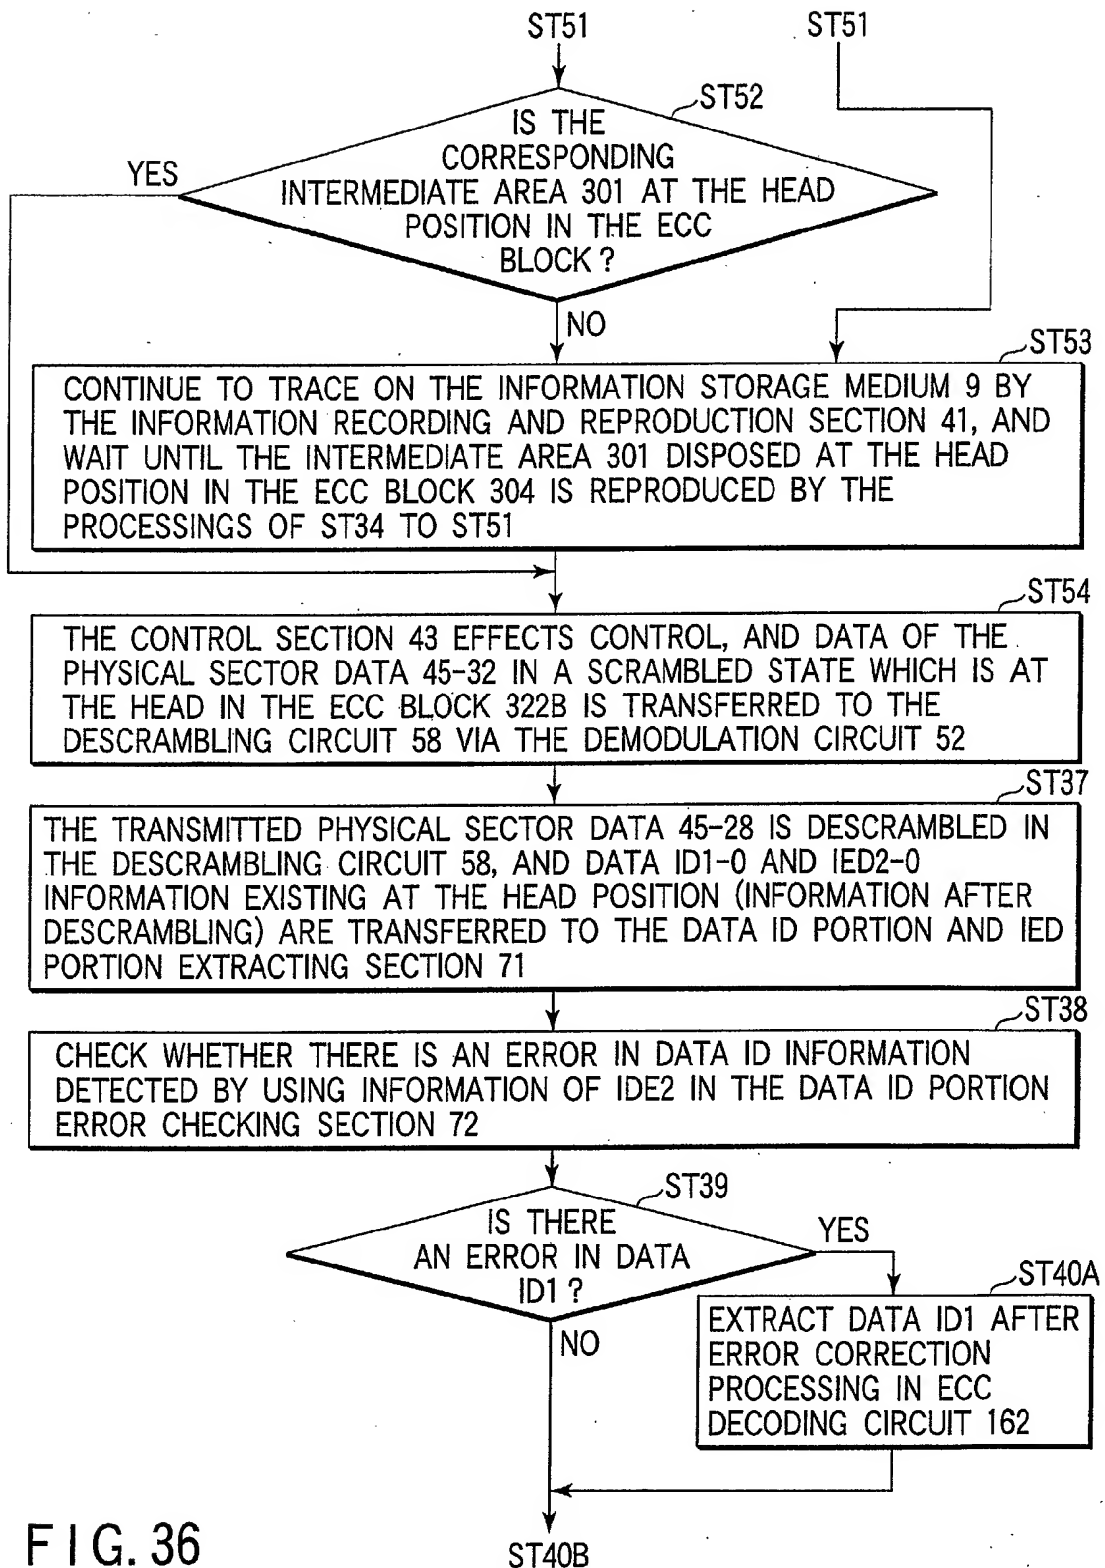 ST51
ST51
ST52
IS THE
CORRESPONDING
INTERMEDIATE AREA 301 AT THE HEAD
POSITION IN THE ECC
BLOCK?
YES
NO
ST53
CONTINUE TO TRACE ON THE INFORMATION STORAGE MEDIUM 9 BY
THE INFORMATION RECORDING AND REPRODUCTION SECTION 41, AND
WAIT UNTIL THE INTERMEDIATE AREA 301 DISPOSED AT THE HEAD
POSITION IN THE ECC BLOCK 304 IS REPRODUCED BY THE
PROCESSINGS OF ST34 TO ST51
ST54
THE CONTROL SECTION 43 EFFECTS CONTROL, AND DATA OF THE
PHYSICAL SECTOR DATA 45-32 IN A SCRAMBLED STATE WHICH IS AT
THE HEAD IN THE ECC BLOCK 322B IS TRANSFERRED TO THE
DESCRAMBLING CIRCUIT 58 VIA THE DEMODULATION CIRCUIT 52
ST37
THE TRANSMITTED PHYSICAL SECTOR DATA 45-28 IS DESCRAMBLED IN
THE DESCRAMBLING CIRCUIT 58, AND DATA ID1-0 AND IED2-0
INFORMATION EXISTING AT THE HEAD POSITION (INFORMATION AFTER
DESCRAMBLING) ARE TRANSFERRED TO THE DATA ID PORTION AND IED
PORTION EXTRACTING SECTION 71
ST38
CHECK WHETHER THERE IS AN ERROR IN DATA ID INFORMATION
DETECTED BY USING INFORMATION OF IDE2 IN THE DATA ID PORTION
ERROR CHECKING SECTION 72
ST39
IS THERE
AN ERROR IN DATA
ID1?
YES
NO
ST40A
EXTRACT DATA ID1 AFTER
ERROR CORRECTION
PROCESSING IN ECC
DECODING CIRCUIT 162
ST40B
FIG. 36